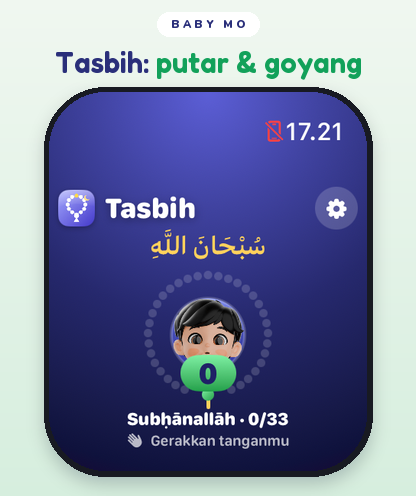 BABY MO
Tasbih: putar & goyang
17.21
Tasbih
سُبْحَانَ اللَّهِ
0
Subḥānallāh · 0/33
👋 Gerakkan tanganmu